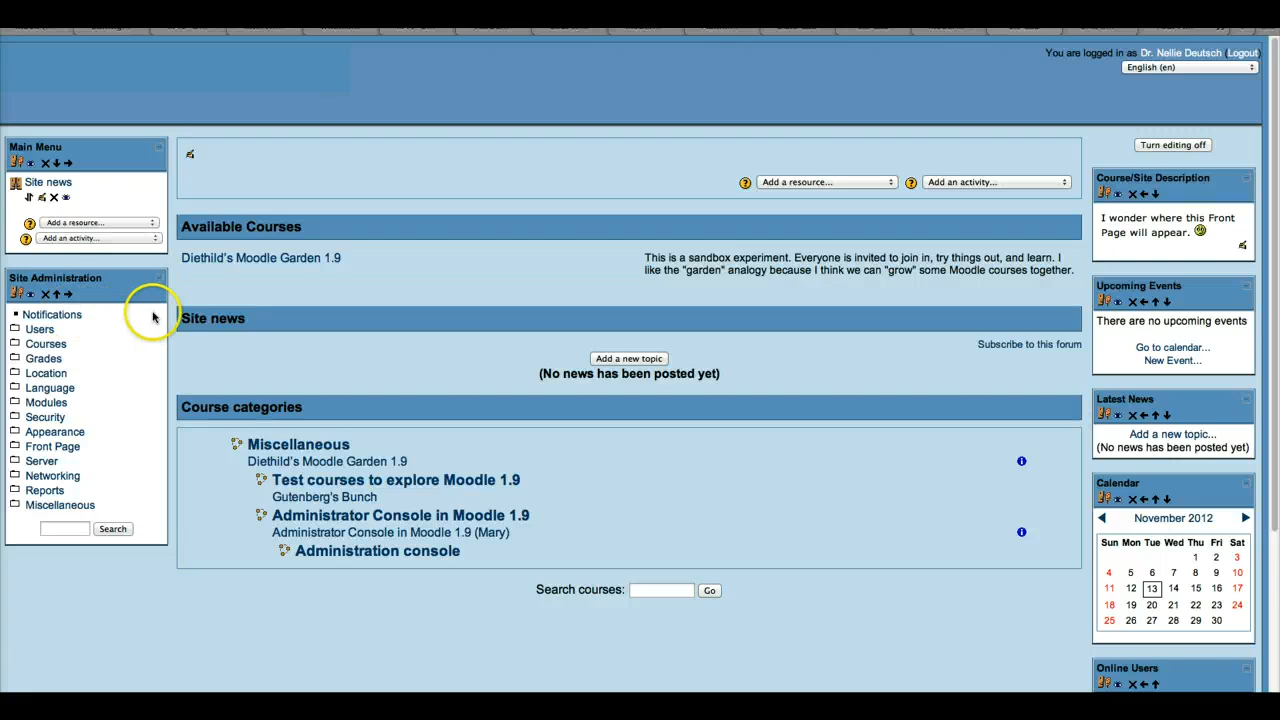 You are logged in as Dr. Nellie Deutsch (Logout)
English (en)
Main Menu
Site news
Add a resource...
Add an activity...
Site Administration
Notifications
Users
Courses
Grades
Location
Language
Modules
Security
Appearance
Front Page
Server
Networking
Reports
Miscellaneous
Search
Add a resource...
Add an activity...
Available Courses
Diethild's Moodle Garden 1.9
This is a sandbox experiment. Everyone is invited to join in, try things out, and learn. I
like the "garden" analogy because I think we can "grow" some Moodle courses together.
Site news
Subscribe to this forum
Add a new topic
(No news has been posted yet)
Course categories
Miscellaneous
Diethild's Moodle Garden 1.9
Test courses to explore Moodle 1.9
Gutenberg's Bunch
Administrator Console in Moodle 1.9
Administrator Console in Moodle 1.9 (Mary)
Administration console
Search courses:
Go
Turn editing off
Course/Site Description
I wonder where this Front
Page will appear.
Upcoming Events
There are no upcoming events
Go to calendar...
New Event...
Latest News
Add a new topic...
(No news has been posted yet)
Calendar
November 2012
Sun Mon Tue Wed Thu Fri Sat
1 2 3
4 5 6 7 8 9 10
11 12 13 14 15 16 17
18 19 20 21 22 23 24
25 26 27 28 29 30
Online Users